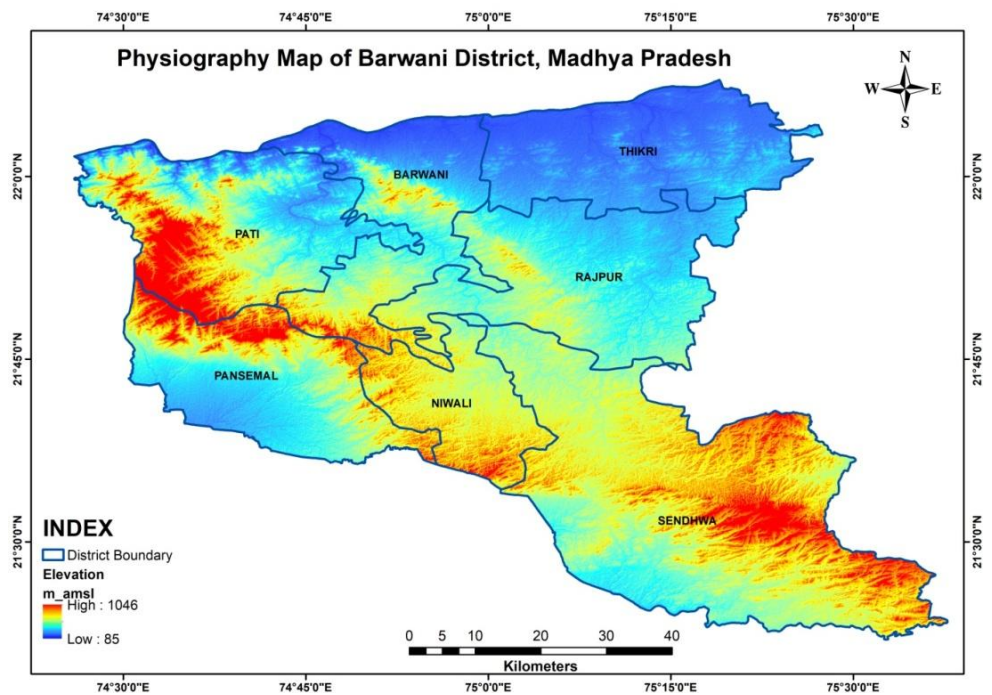 74°30'0"E 74°45'0"E 75°0'0"E 75°15'0"E 75°30'0"E
Physiography Map of Barwani District, Madhya Pradesh
N
W E
S
22°0'0"N 22°0'0"N
THIKRI
BARWANI
PATI
RAJPUR
21°45'0"N 21°45'0"N
PANSEMAL
NIWALI
SENDHWA
21°30'0"N 21°30'0"N
INDEX
District Boundary
Elevation
m_amsl
High : 1046
Low : 85
0 5 10 20 30 40
Kilometers
74°30'0"E 74°45'0"E 75°0'0"E 75°15'0"E 75°30'0"E